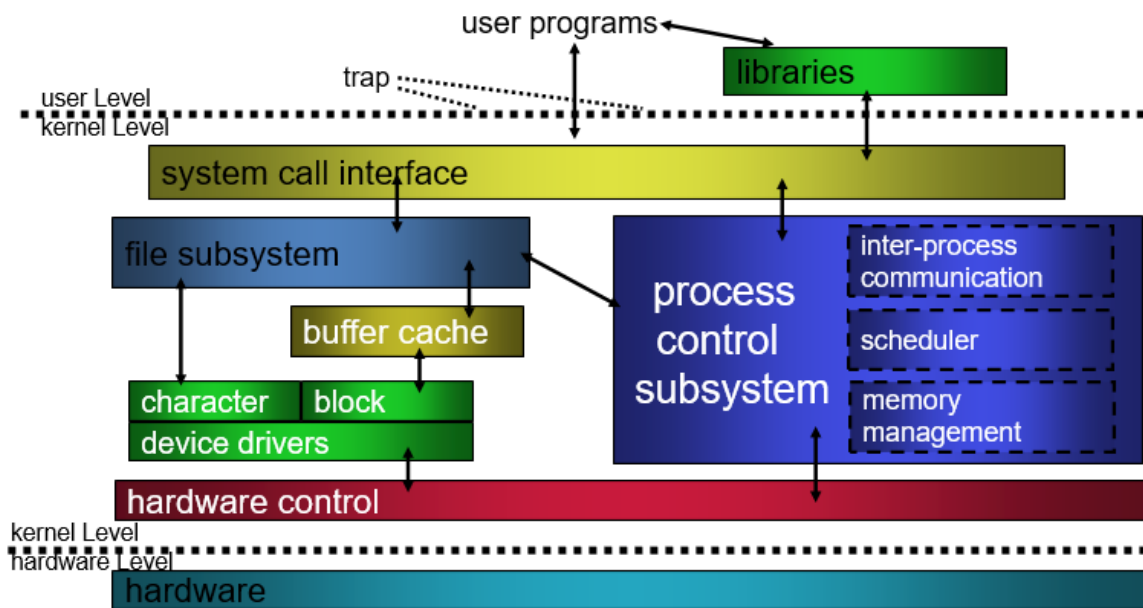 user programs
libraries
trap
user Level
kernel Level
system call interface
file subsystem
buffer cache
character
block
device drivers
process
control
subsystem
inter-process
communication
scheduler
memory
management
hardware control
kernel Level
hardware Level
hardware